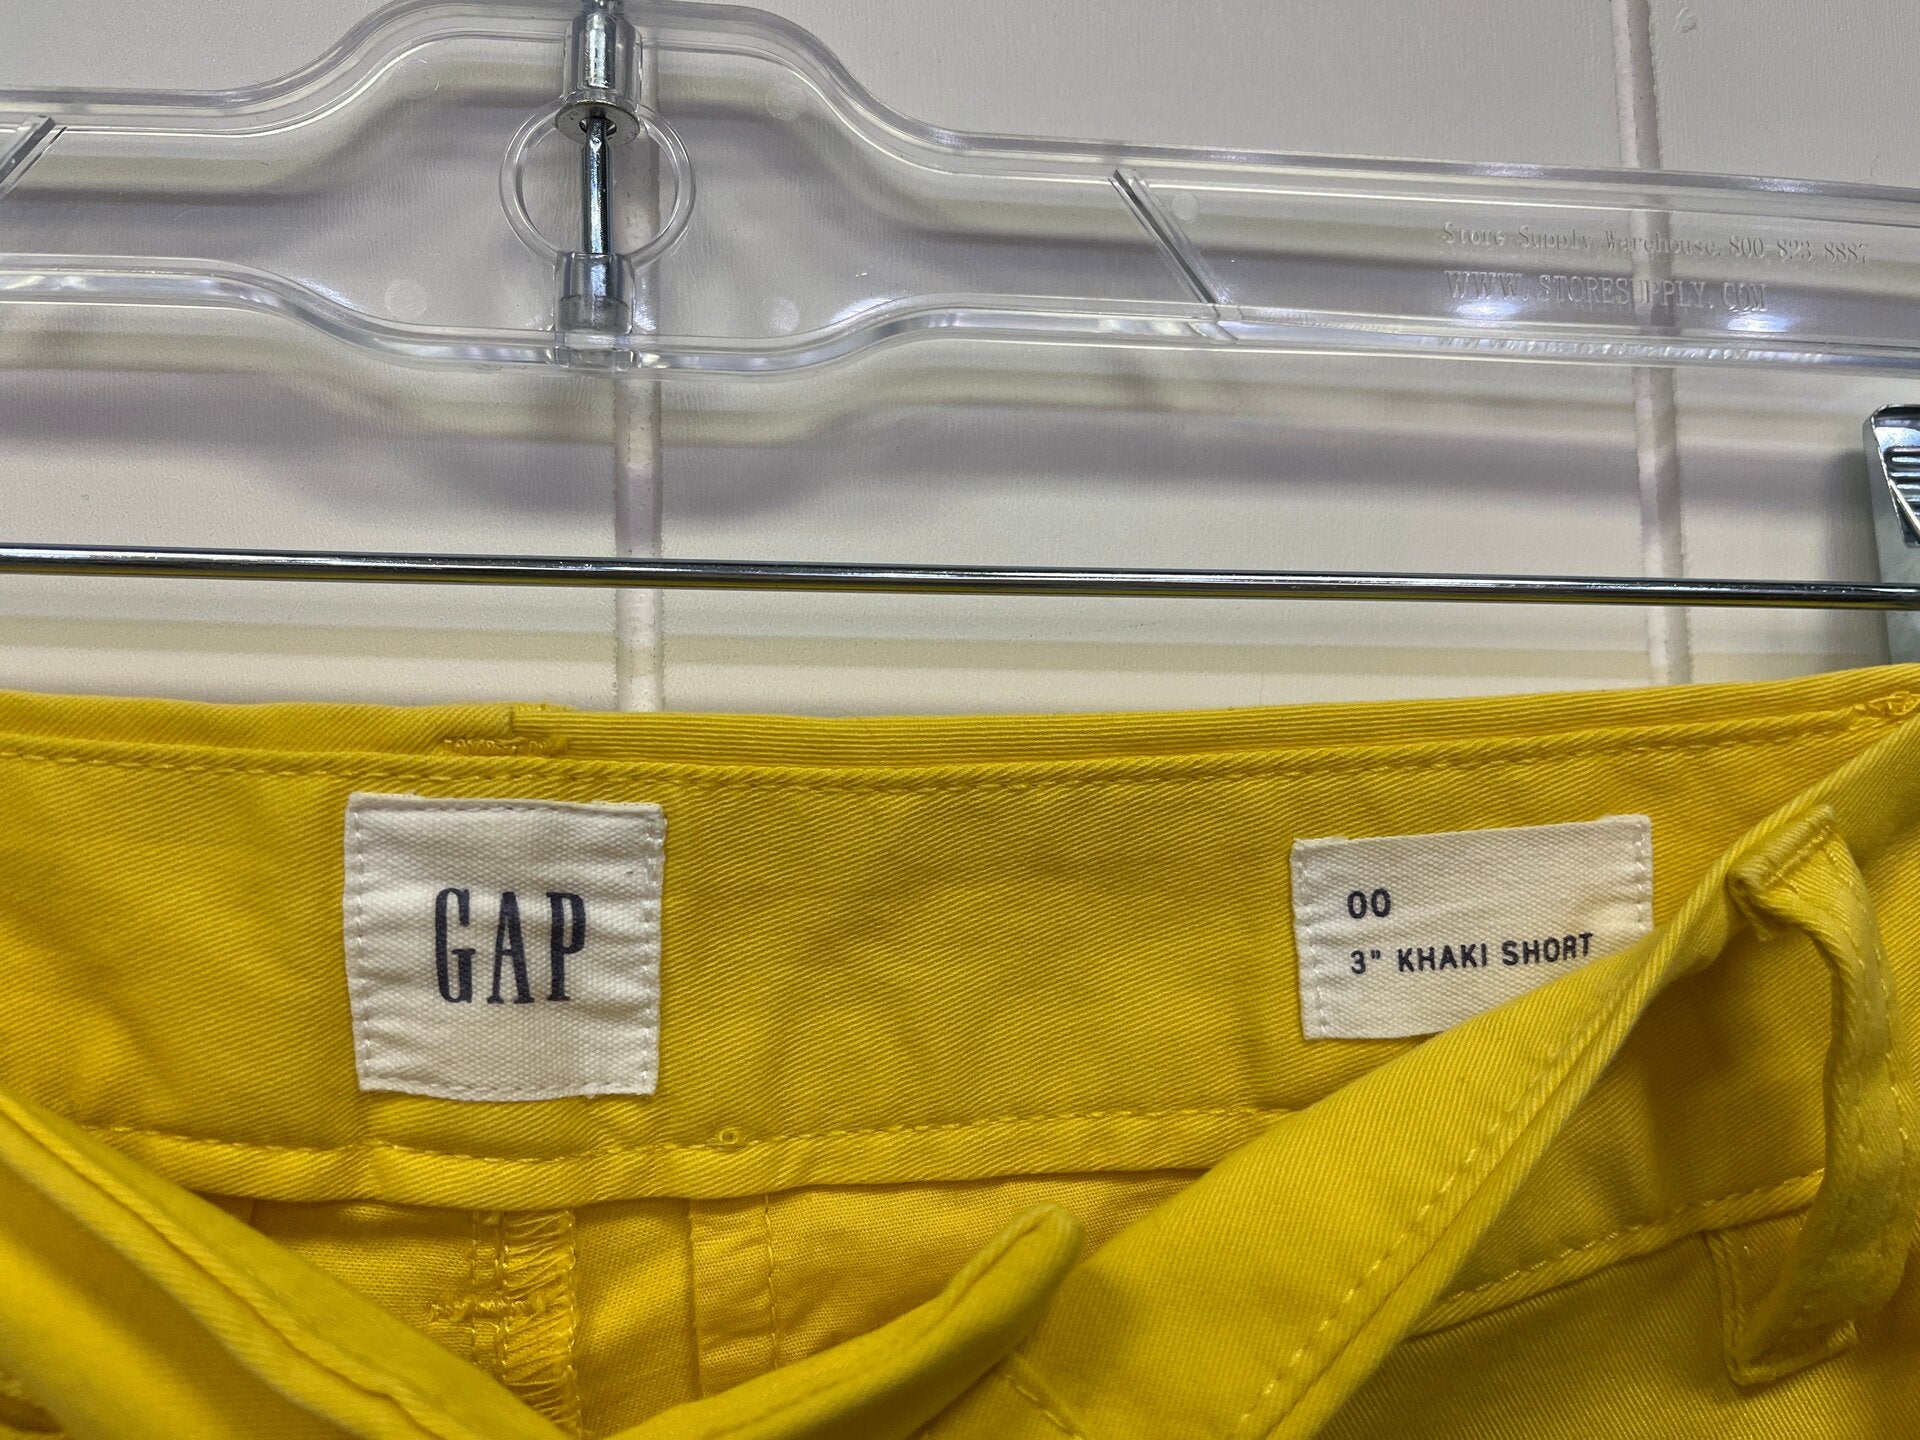 Store Supply Warehouse 800-823-8887
WWW.STORESUPPLY.COM
GAP
00
3" KHAKI SHORT